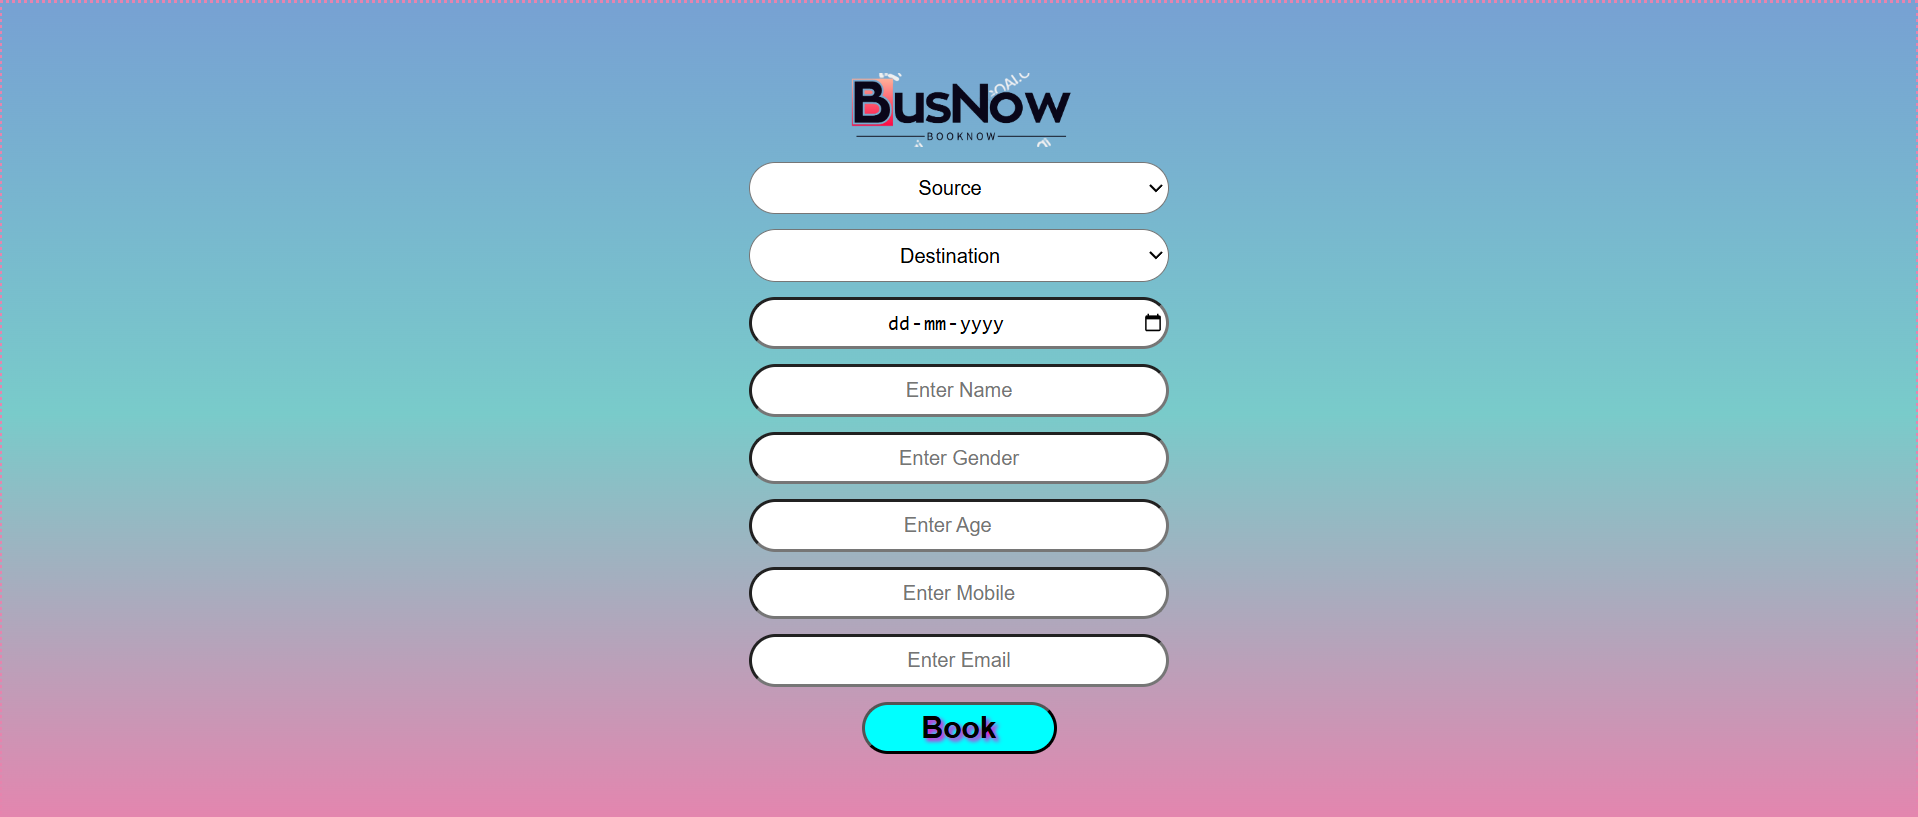 BusNow
BOOKNOW
Source
Destination
dd-mm-yyyy
Enter Name
Enter Gender
Enter Age
Enter Mobile
Enter Email
Book